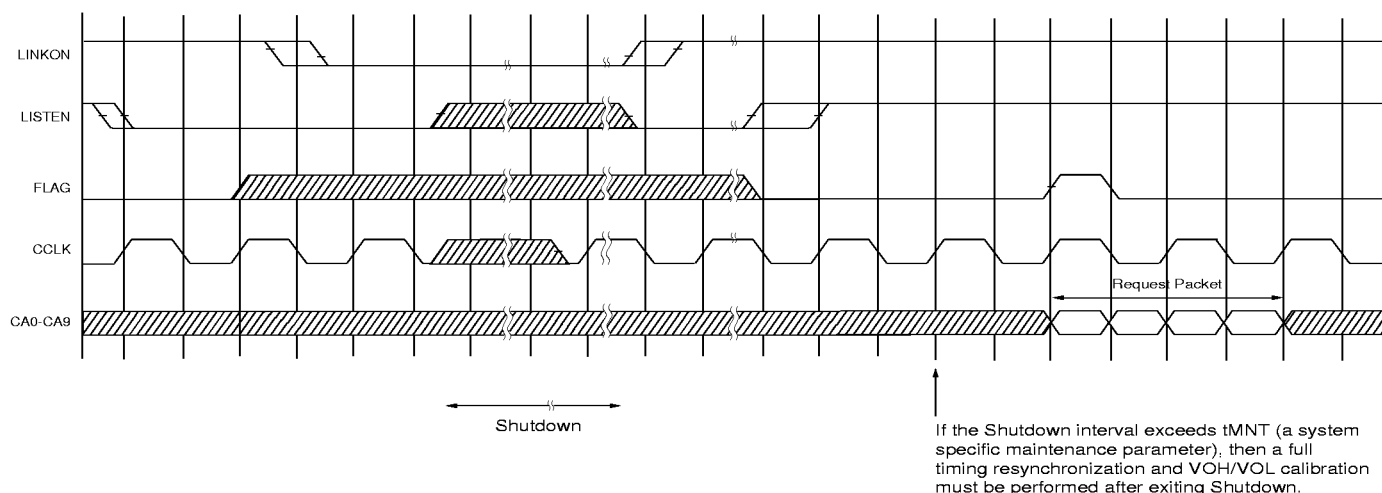 LINKON
LISTEN
FLAG
CCLK
Request Packet
CA0-CA9
Shutdown
If the Shutdown interval exceeds tMNT (a system
specific maintenance parameter), then a full
timing resynchronization and VOH/VOL calibration
must be performed after exiting Shutdown.